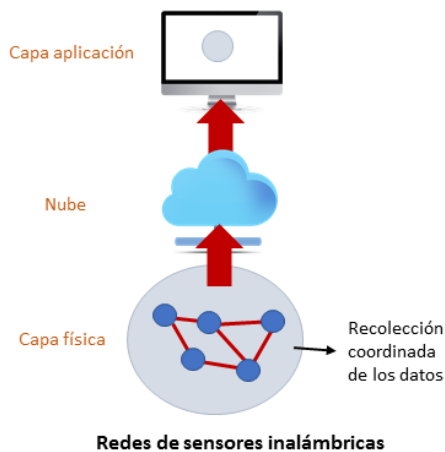 Capa aplicación
Nube
Capa física
Recolección
coordinada
de los datos
Redes de sensores inalámbricas